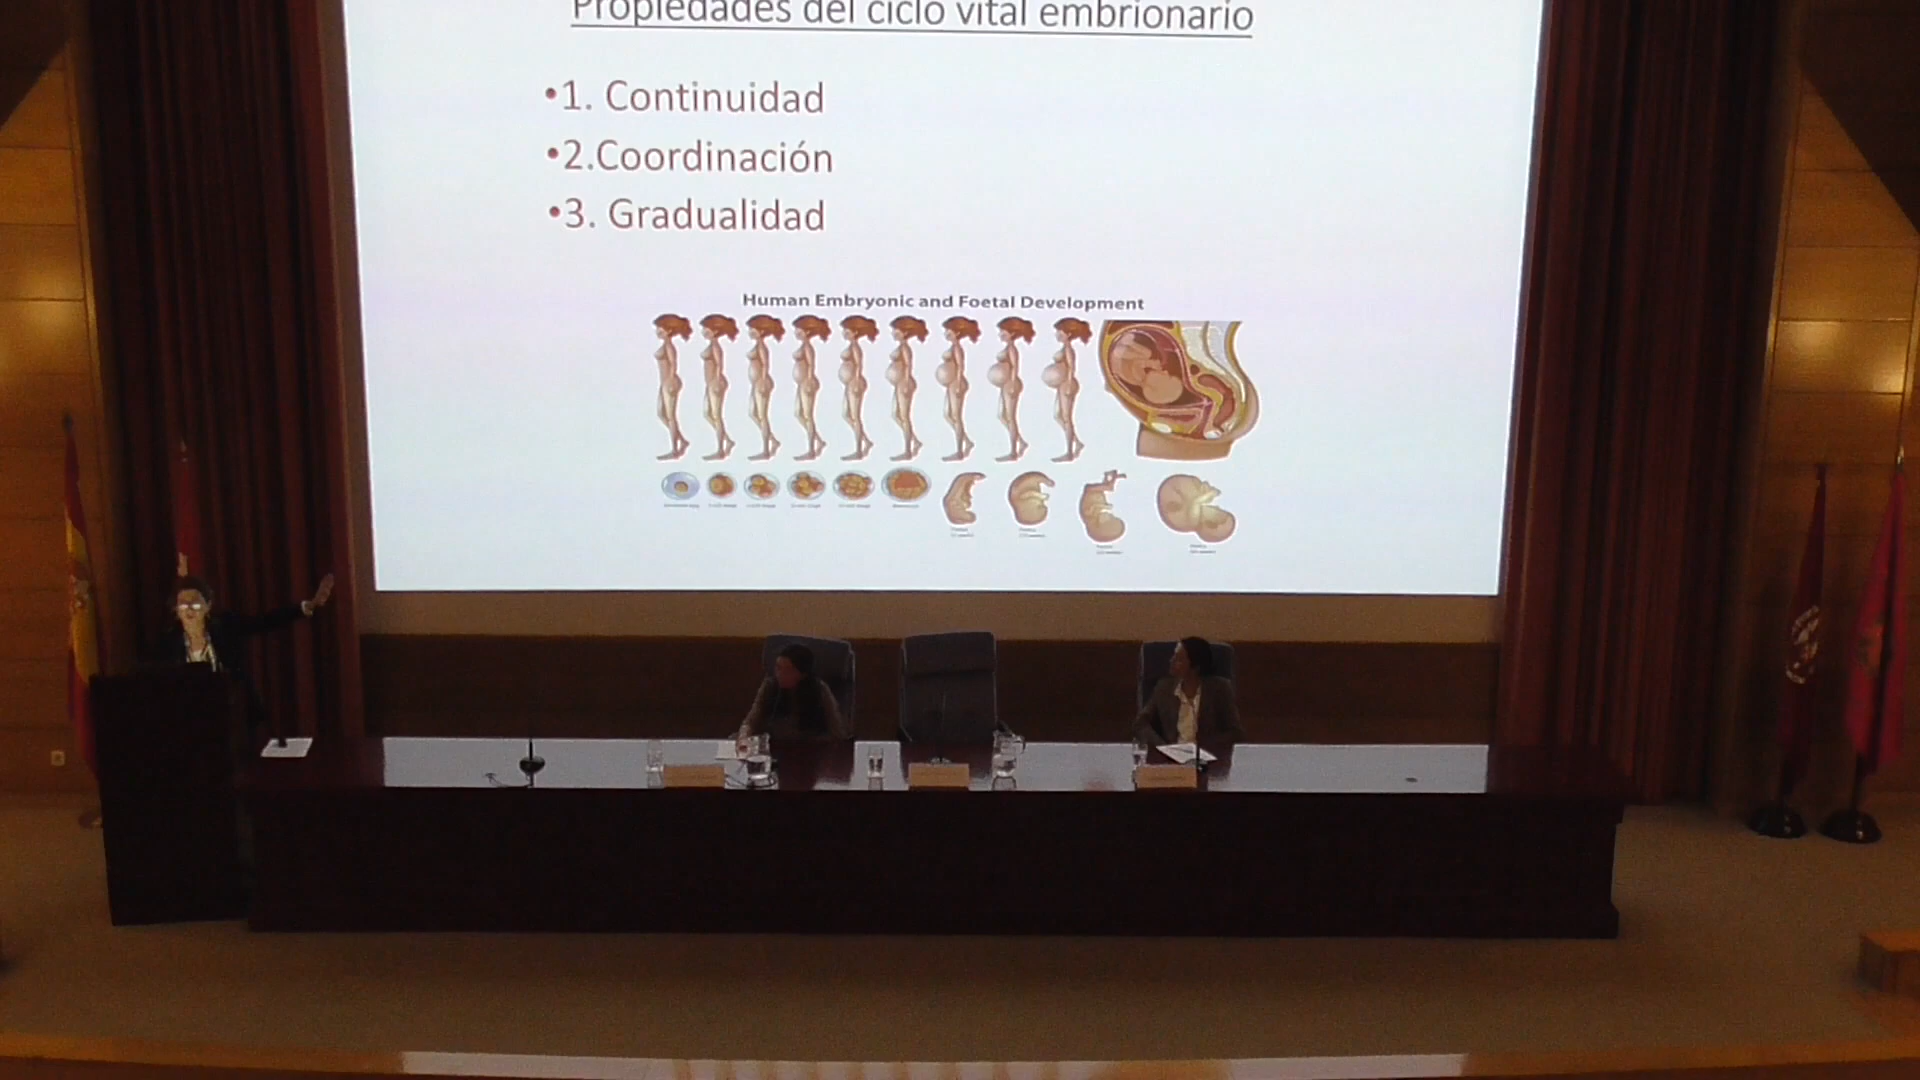 Propiedades del ciclo vital embrionario
•1. Continuidad
•2.Coordinación
•3. Gradualidad
Human Embryonic and Foetal Development